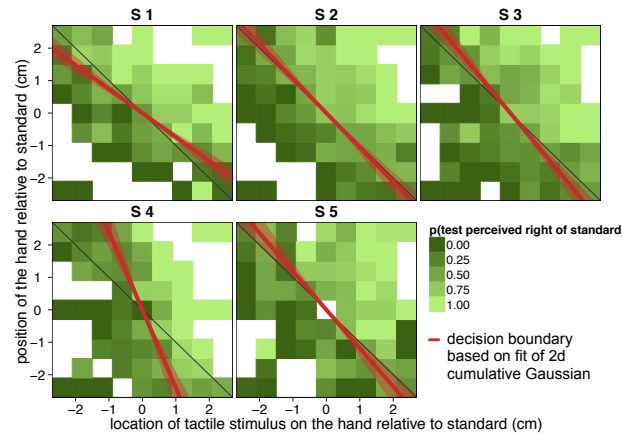 S 1
S 2
S 3
2
1
0
−1
−2
S 4
S 5
2
1
0
−1
−2
position of the hand relative to standard (cm)
p(test perceived right of standard)
0.00
0.25
0.50
0.75
1.00
decision boundary
based on fit of 2d
cumulative Gaussian
−2 −1 0 1 2
−2 −1 0 1 2
location of tactile stimulus on the hand relative to standard (cm)